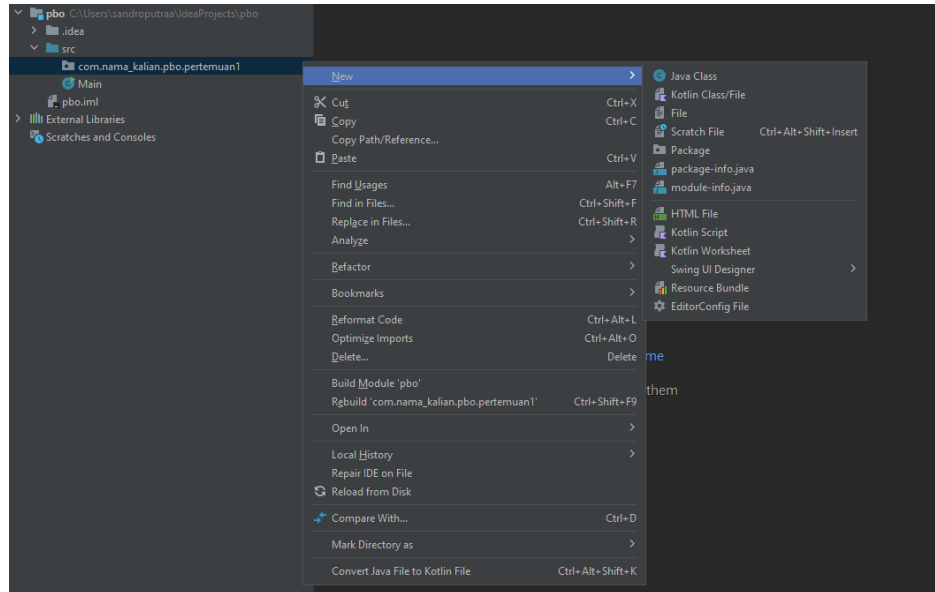 pbo C:\Users\sandroputraa\IdeaProjects\pbo
.idea
src
com.nama_kalian.pbo.pertemuan1
Main
pbo.iml
External Libraries
Scratches and Consoles
New
Cut Ctrl+X
Copy Ctrl+C
Copy Path/Reference...
Paste Ctrl+V
Find Usages Alt+F7
Find in Files... Ctrl+Shift+F
Replace in Files... Ctrl+Shift+R
Analyze
Refactor
Bookmarks
Reformat Code Ctrl+Alt+L
Optimize Imports Ctrl+Alt+O
Delete... Delete
Build Module 'pbo'
Rebuild 'com.nama_kalian.pbo.pertemuan1' Ctrl+Shift+F9
Open In
Local History
Repair IDE on File
Reload from Disk
Compare With... Ctrl+D
Mark Directory as
Convert Java File to Kotlin File Ctrl+Alt+Shift+K
Java Class
Kotlin Class/File
File
Scratch File Ctrl+Alt+Shift+Insert
Package
package-info.java
module-info.java
HTML File
Kotlin Script
Kotlin Worksheet
Swing UI Designer
Resource Bundle
EditorConfig File
me
them